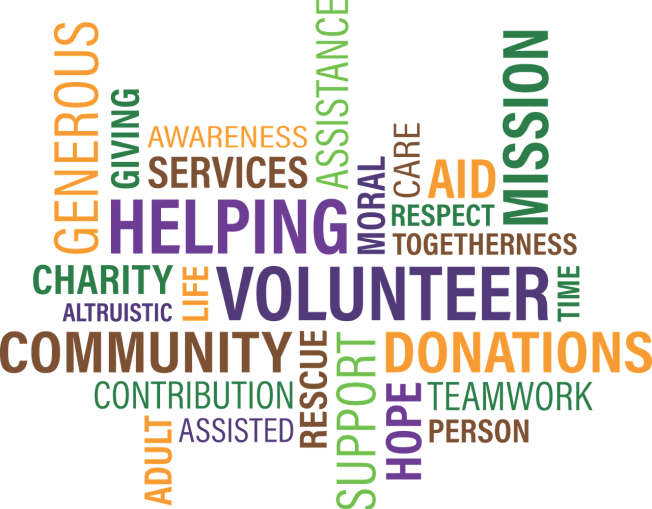 GENEROUS
GIVING
AWARENESS
SERVICES
ASSISTANCE
CARE
MORAL
AID
MISSION
RESPECT
HELPING
TOGETHERNESS
CHARITY
ALTRUISTIC
LIFE
VOLUNTEER
TIME
COMMUNITY
RESCUE
SUPPORT
DONATIONS
CONTRIBUTION
HOPE
TEAMWORK
ADULT
ASSISTED
PERSON